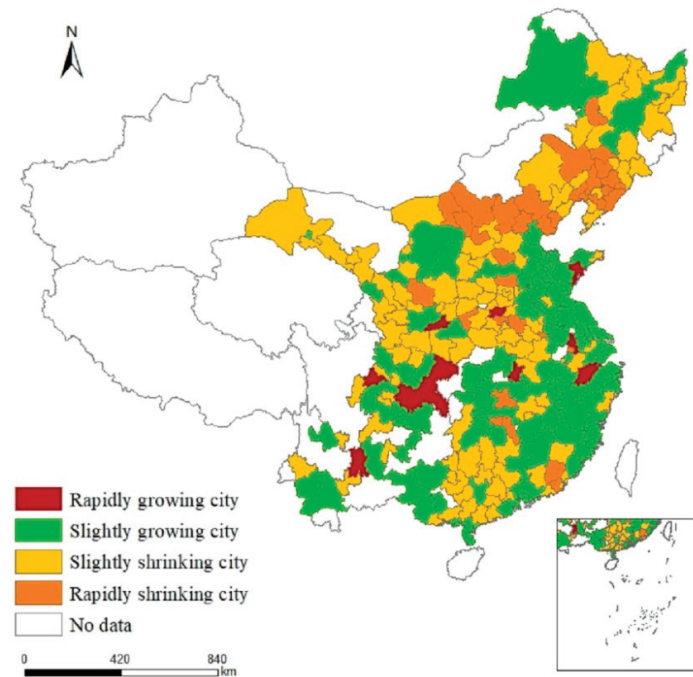 N
Rapidly growing city
Slightly growing city
Slightly shrinking city
Rapidly shrinking city
No data
0 420 840
km